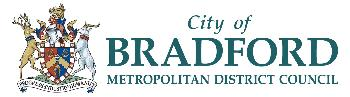 City of
BRADFORD
METROPOLITAN DISTRICT COUNCIL